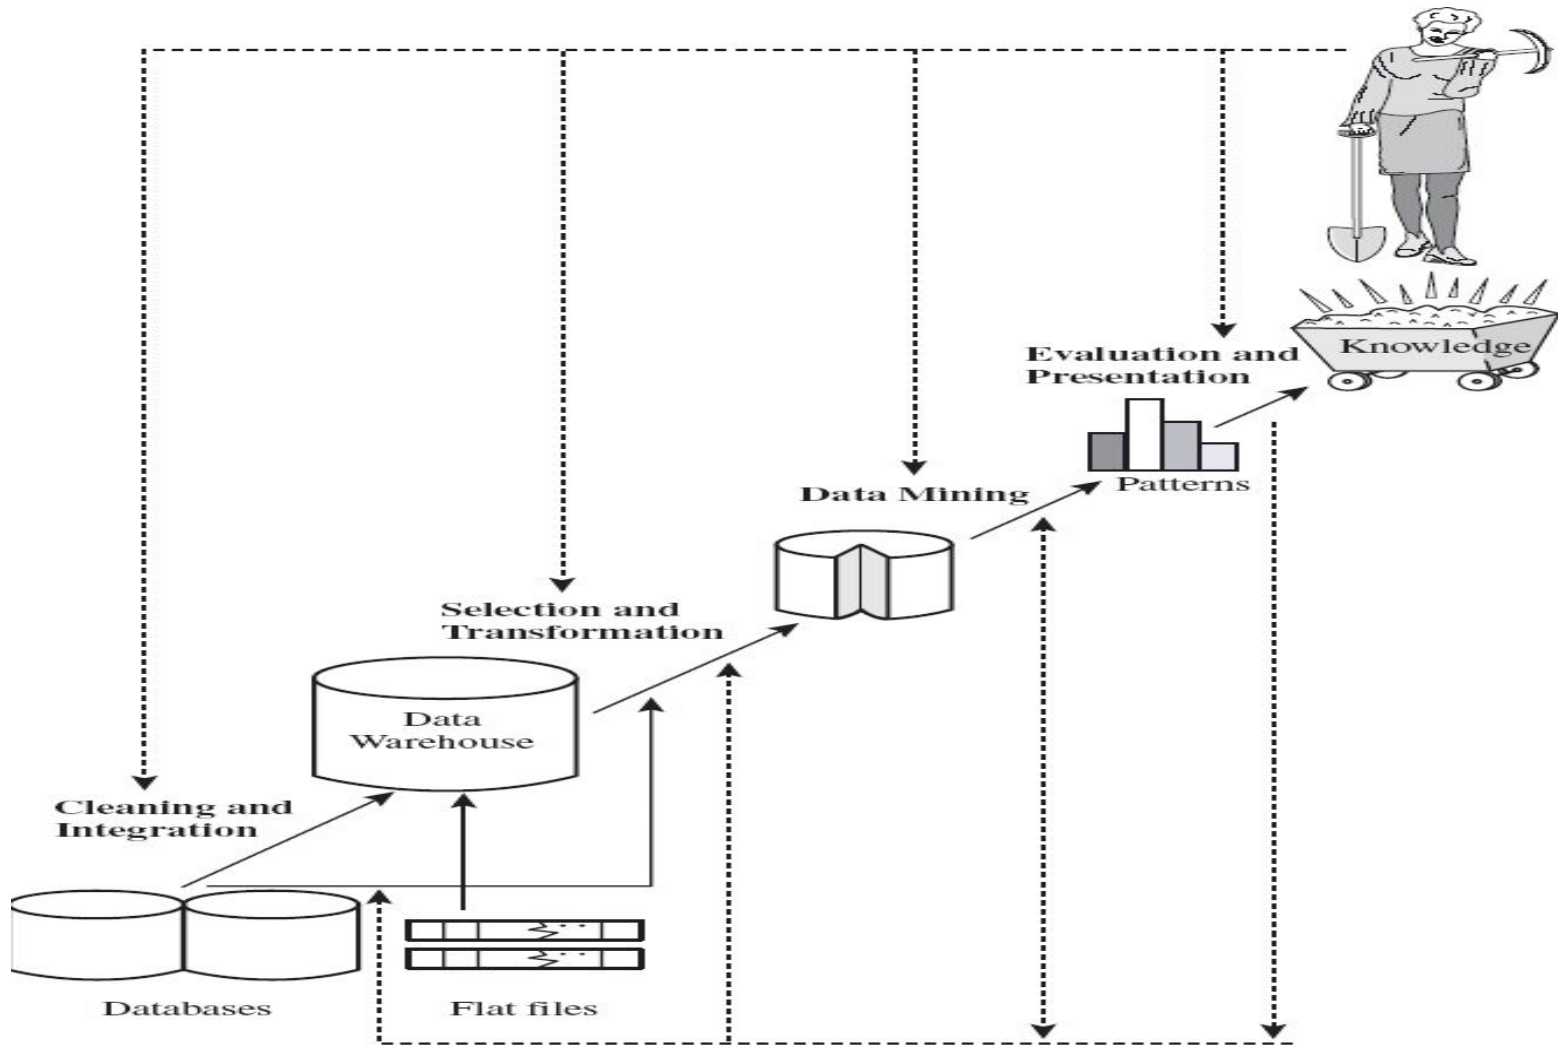 Knowledge
Evaluation and
Presentation
Patterns
Data Mining
Selection and
Transformation
Data
Warehouse
Cleaning and
Integration
Databases
Flat files